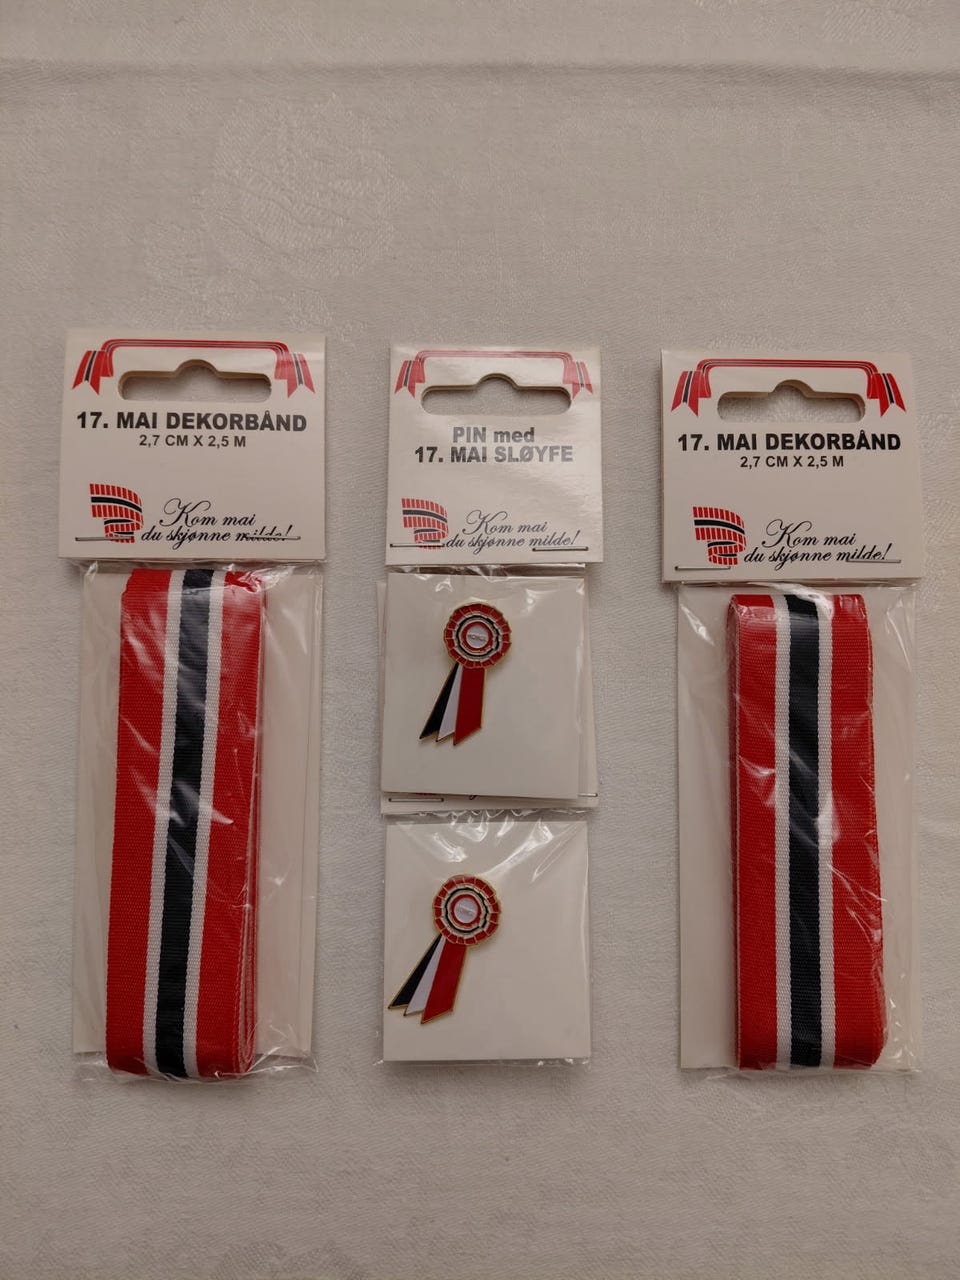 17. MAI DEKORBÅND
2,7 CM X 2,5 M
Kom mai
du skjønne milde!
PIN med
17. MAI SLØYFE
Kom mai
du skjønne milde!
17. MAI DEKORBÅND
2,7 CM X 2,5 M
Kom mai
du skjønne milde!